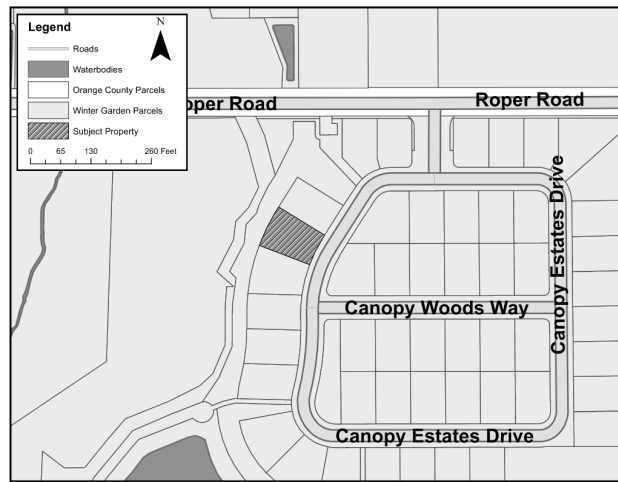 Legend
N
Roads
Waterbodies
Orange County Parcels
Winter Garden Parcels
Subject Property
0 65 130 260 Feet
oper Road
Roper Road
Canopy Estates Drive
Canopy Woods Way
Canopy Estates Drive